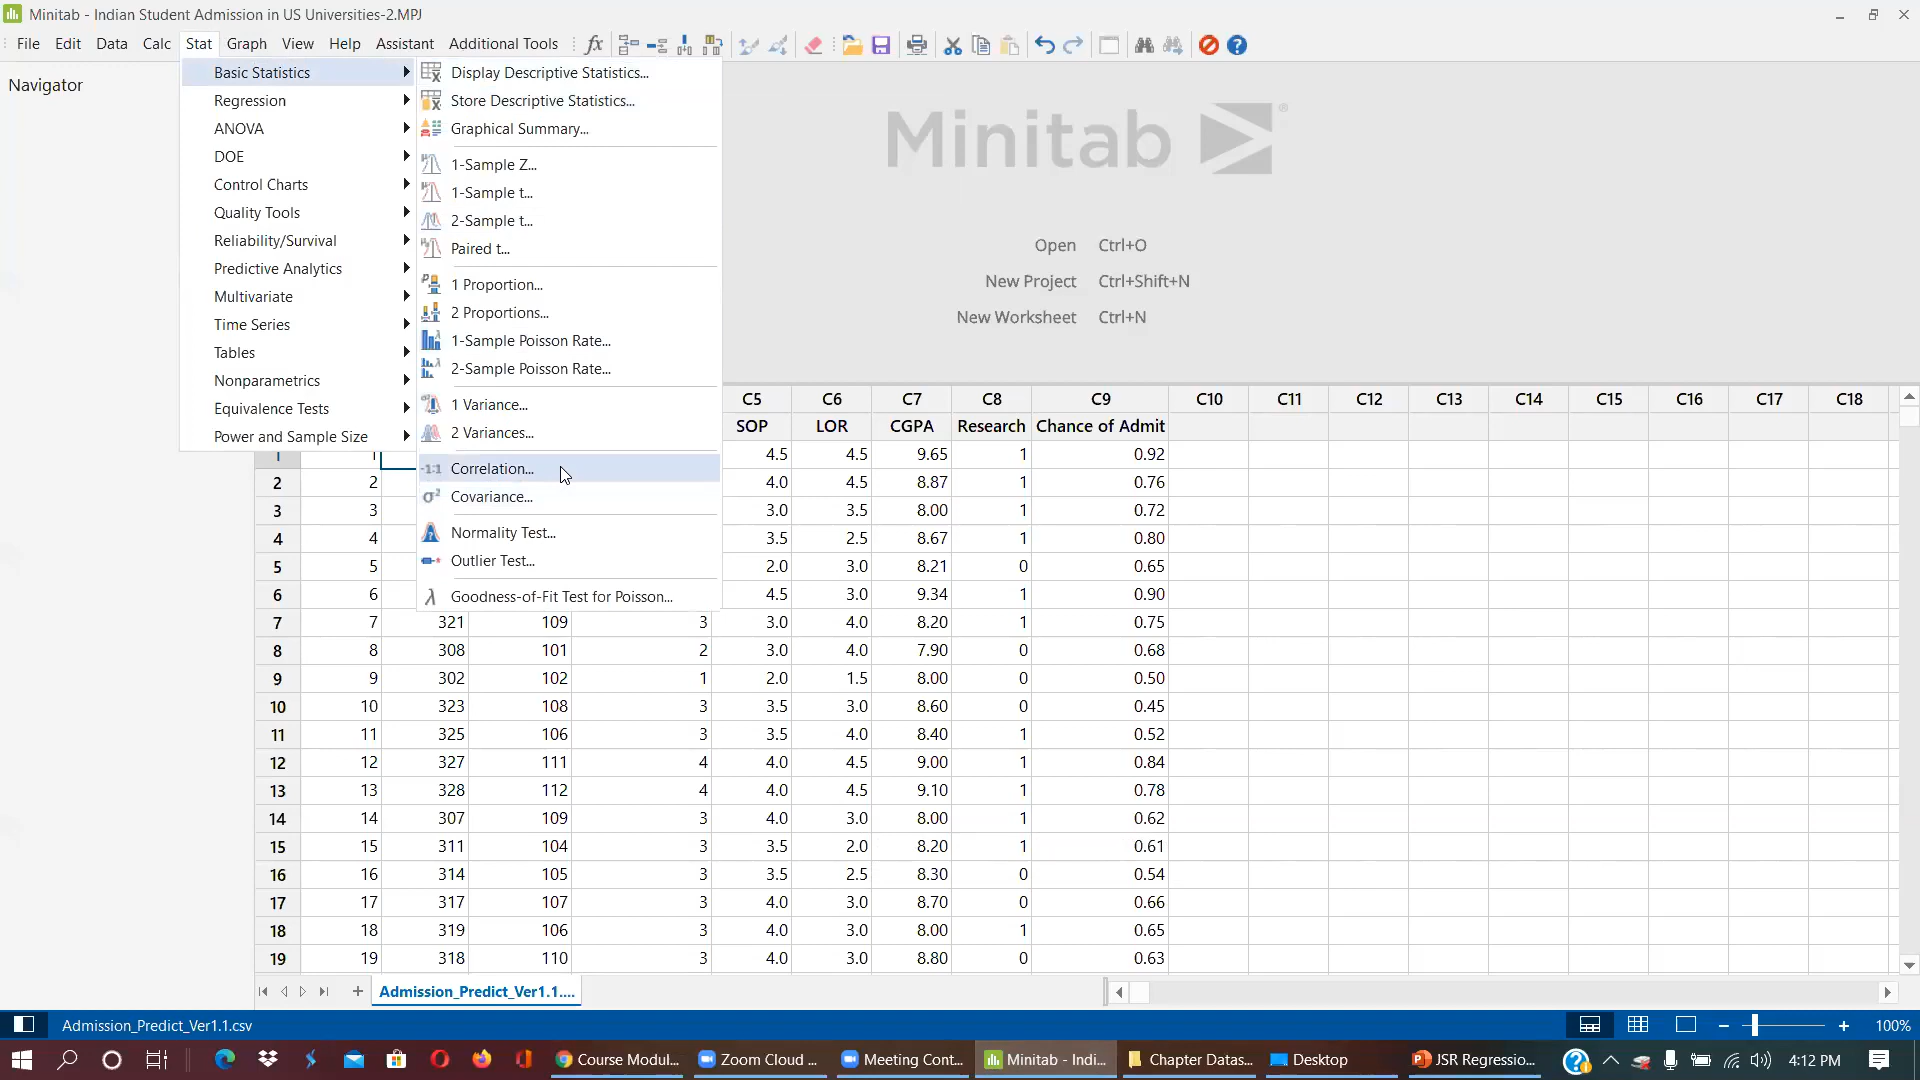 Minitab - Indian Student Admission in US Universities-2.MPJ
File Edit Data Calc Stat Graph View Help Assistant Additional Tools fx
Navigator
Basic Statistics
Regression
ANOVA
DOE
Control Charts
Quality Tools
Reliability/Survival
Predictive Analytics
Multivariate
Time Series
Tables
Nonparametrics
Equivalence Tests
Power and Sample Size
Display Descriptive Statistics...
Store Descriptive Statistics...
Graphical Summary...
1-Sample Z...
1-Sample t...
2-Sample t...
Paired t...
1 Proportion...
2 Proportions...
1-Sample Poisson Rate...
2-Sample Poisson Rate...
1 Variance...
2 Variances...
Correlation...
σ² Covariance...
Normality Test...
Outlier Test...
λ Goodness-of-Fit Test for Poisson...
Minitab ®
Open Ctrl+O
New Project Ctrl+Shift+N
New Worksheet Ctrl+N
C5 C6 C7 C8 C9 C10 C11 C12 C13 C14 C15 C16 C17 C18
SOP LOR CGPA Research Chance of Admit
1 1 4.5 4.5 9.65 1 0.92
2 2 4.0 4.5 8.87 1 0.76
3 3 3.0 3.5 8.00 1 0.72
4 4 3.5 2.5 8.67 1 0.80
5 5 2.0 3.0 8.21 0 0.65
6 6 4.5 3.0 9.34 1 0.90
7 7 321 109 3 3.0 4.0 8.20 1 0.75
8 8 308 101 2 3.0 4.0 7.90 0 0.68
9 9 302 102 1 2.0 1.5 8.00 0 0.50
10 10 323 108 3 3.5 3.0 8.60 0 0.45
11 11 325 106 3 3.5 4.0 8.40 1 0.52
12 12 327 111 4 4.0 4.5 9.00 1 0.84
13 13 328 112 4 4.0 4.5 9.10 1 0.78
14 14 307 109 3 4.0 3.0 8.00 1 0.62
15 15 311 104 3 3.5 2.0 8.20 1 0.61
16 16 314 105 3 3.5 2.5 8.30 0 0.54
17 17 317 107 3 4.0 3.0 8.70 0 0.66
18 18 319 106 3 4.0 3.0 8.00 1 0.65
19 19 318 110 3 4.0 3.0 8.80 0 0.63
Admission_Predict_Ver1.1....
Admission_Predict_Ver1.1.csv 100%
Course Modul... Zoom Cloud ... Meeting Cont... Minitab - Indi... Chapter Datas... Desktop JSR Regressio... 4:12 PM